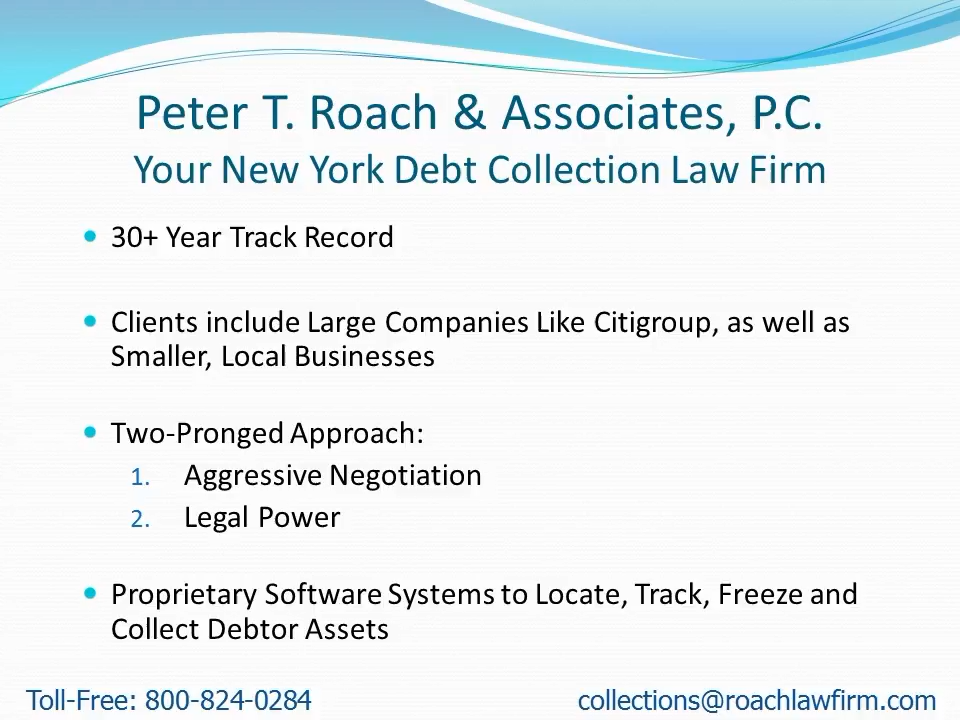 Peter T. Roach & Associates, P.C.
Your New York Debt Collection Law Firm
• 30+ Year Track Record
• Clients include Large Companies Like Citigroup, as well as
Smaller, Local Businesses
• Two-Pronged Approach:
1. Aggressive Negotiation
2. Legal Power
• Proprietary Software Systems to Locate, Track, Freeze and
Collect Debtor Assets
Toll-Free: 800-824-0284
collections@roachlawfirm.com